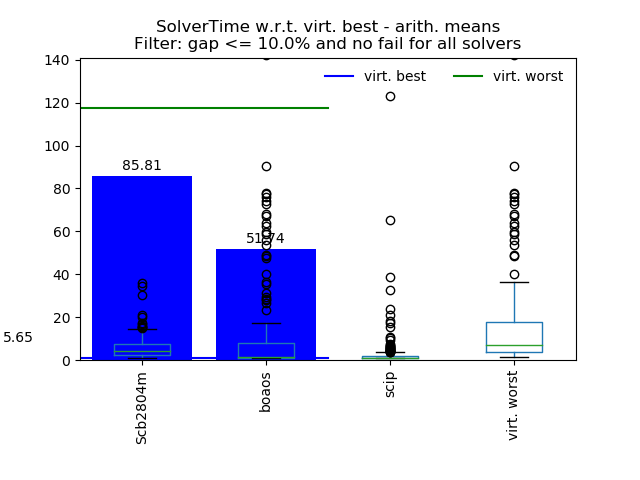 SolverTime w.r.t. virt. best - arith. means
Filter: gap <= 10.0% and no fail for all solvers
140
120
100
80
60
40
20
0
virt. best
virt. worst
85.81
51.74
5.65
Scb2804m
boaos
scip
virt. worst